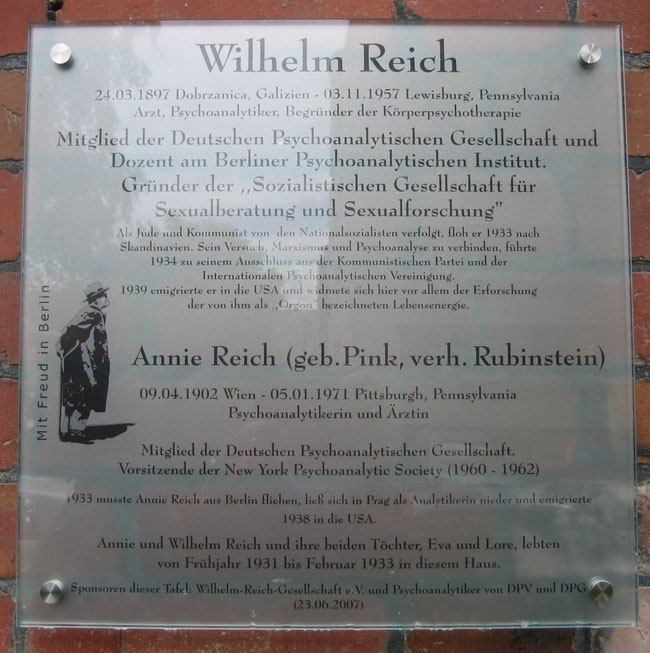 Wilhelm Reich
24.03.1897 Dobrzanica, Galizien - 03.11.1957 Lewisburg, Pennsylvania
Arzt, Psychoanalytiker, Begründer der Körperpsychotherapie
Mitglied der Deutschen Psychoanalytischen Gesellschaft und
Dozent am Berliner Psychoanalytischen Institut.
Gründer der ,,Sozialistischen Gesellschaft für
Sexualberatung und Sexualforschung”
Als Jude und Kommunist von den Nationalsozialisten verfolgt, floh er 1933 nach
Skandinavien. Sein Versuch, Marxismus und Psychoanalyse zu verbinden, führte
1934 zu seinem Ausschluss aus der Kommunistischen Partei und der
Internationalen Psychoanalytischen Vereinigung.
1939 emigrierte er in die USA und widmete sich hier vor allem der Erforschung
der von ihm als ,,Orgon” bezeichneten Lebensenergie.
Mit Freud in Berlin
Annie Reich (geb.Pink, verh. Rubinstein)
09.04.1902 Wien - 05.01.1971 Pittsburgh, Pennsylvania
Psychoanalytikerin und Ärztin
Mitglied der Deutschen Psychoanalytischen Gesellschaft.
Vorsitzende der New York Psychoanalytic Society (1960 - 1962)
1933 musste Annie Reich aus Berlin fliehen, ließ sich in Prag als Analytikerin nieder und emigrierte
1938 in die USA.
Annie und Wilhelm Reich und ihre beiden Töchter, Eva und Lore, lebten
von Frühjahr 1931 bis Februar 1933 in diesem Haus.
Sponsoren dieser Tafel: Wilhelm-Reich-Gesellschaft e.V. und Psychoanalytiker von DPV und DPG
(23.06.2007)